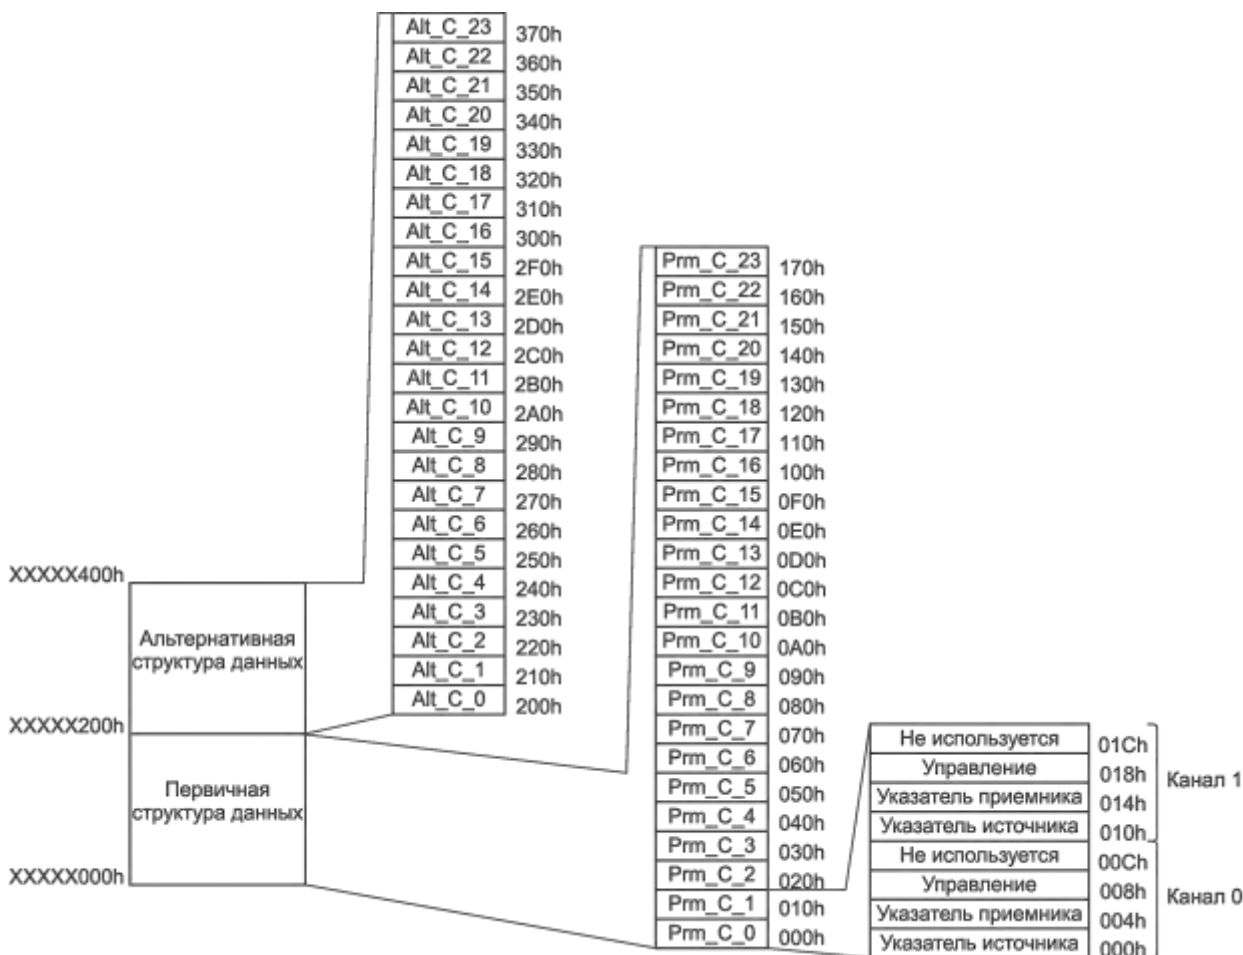 Alt_C_23 370h
Alt_C_22 360h
Alt_C_21 350h
Alt_C_20 340h
Alt_C_19 330h
Alt_C_18 320h
Alt_C_17 310h
Alt_C_16 300h
Alt_C_15 2F0h
Alt_C_14 2E0h
Alt_C_13 2D0h
Alt_C_12 2C0h
Alt_C_11 2B0h
Alt_C_10 2A0h
Alt_C_9 290h
Alt_C_8 280h
Alt_C_7 270h
Alt_C_6 260h
Alt_C_5 250h
Alt_C_4 240h
Alt_C_3 230h
Alt_C_2 220h
Alt_C_1 210h
Alt_C_0 200h
XXXXX400h
Альтернативная
структура данных
XXXXX200h
Первичная
структура данных
XXXXX000h
Prm_C_23 170h
Prm_C_22 160h
Prm_C_21 150h
Prm_C_20 140h
Prm_C_19 130h
Prm_C_18 120h
Prm_C_17 110h
Prm_C_16 100h
Prm_C_15 0F0h
Prm_C_14 0E0h
Prm_C_13 0D0h
Prm_C_12 0C0h
Prm_C_11 0B0h
Prm_C_10 0A0h
Prm_C_9 090h
Prm_C_8 080h
Prm_C_7 070h
Prm_C_6 060h
Prm_C_5 050h
Prm_C_4 040h
Prm_C_3 030h
Prm_C_2 020h
Prm_C_1 010h
Prm_C_0 000h
Не используется 01Ch
Управление 018h
Указатель приемника 014h
Указатель источника 010h
Канал 1
Не используется 00Ch
Управление 008h
Указатель приемника 004h
Указатель источника 000h
Канал 0